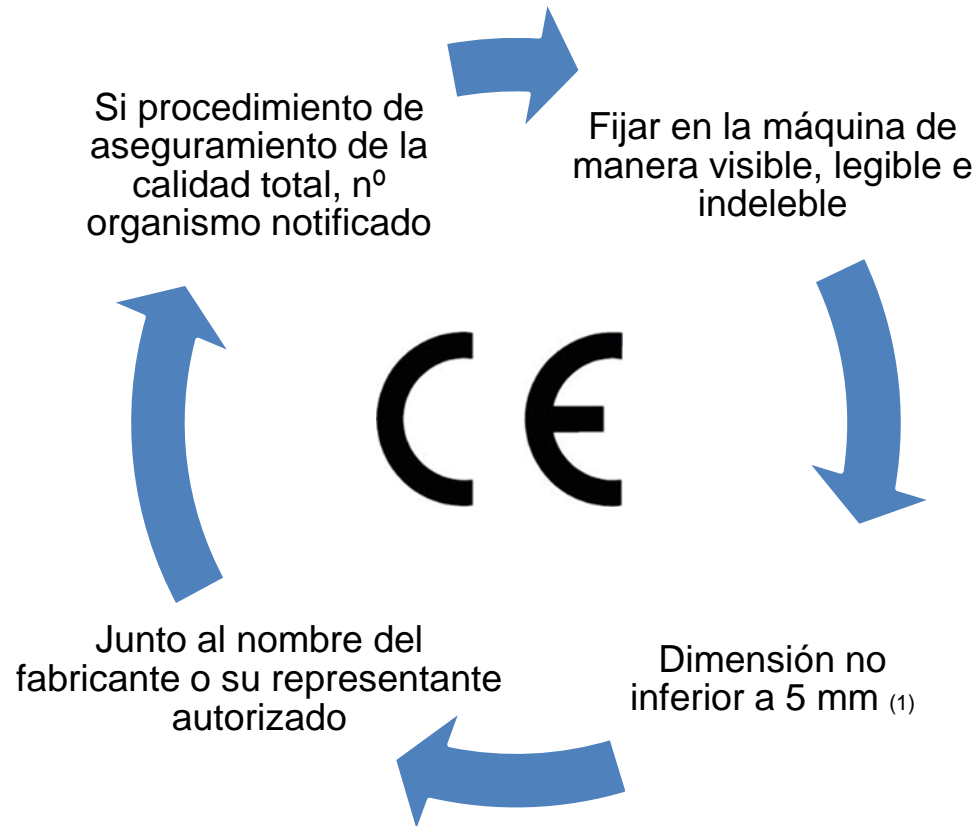 Si procedimiento de
aseguramiento de la
calidad total, nº
organismo notificado
Fijar en la máquina de
manera visible, legible e
indeleble
CE
Junto al nombre del
fabricante o su representante
autorizado
Dimensión no
inferior a 5 mm (1)